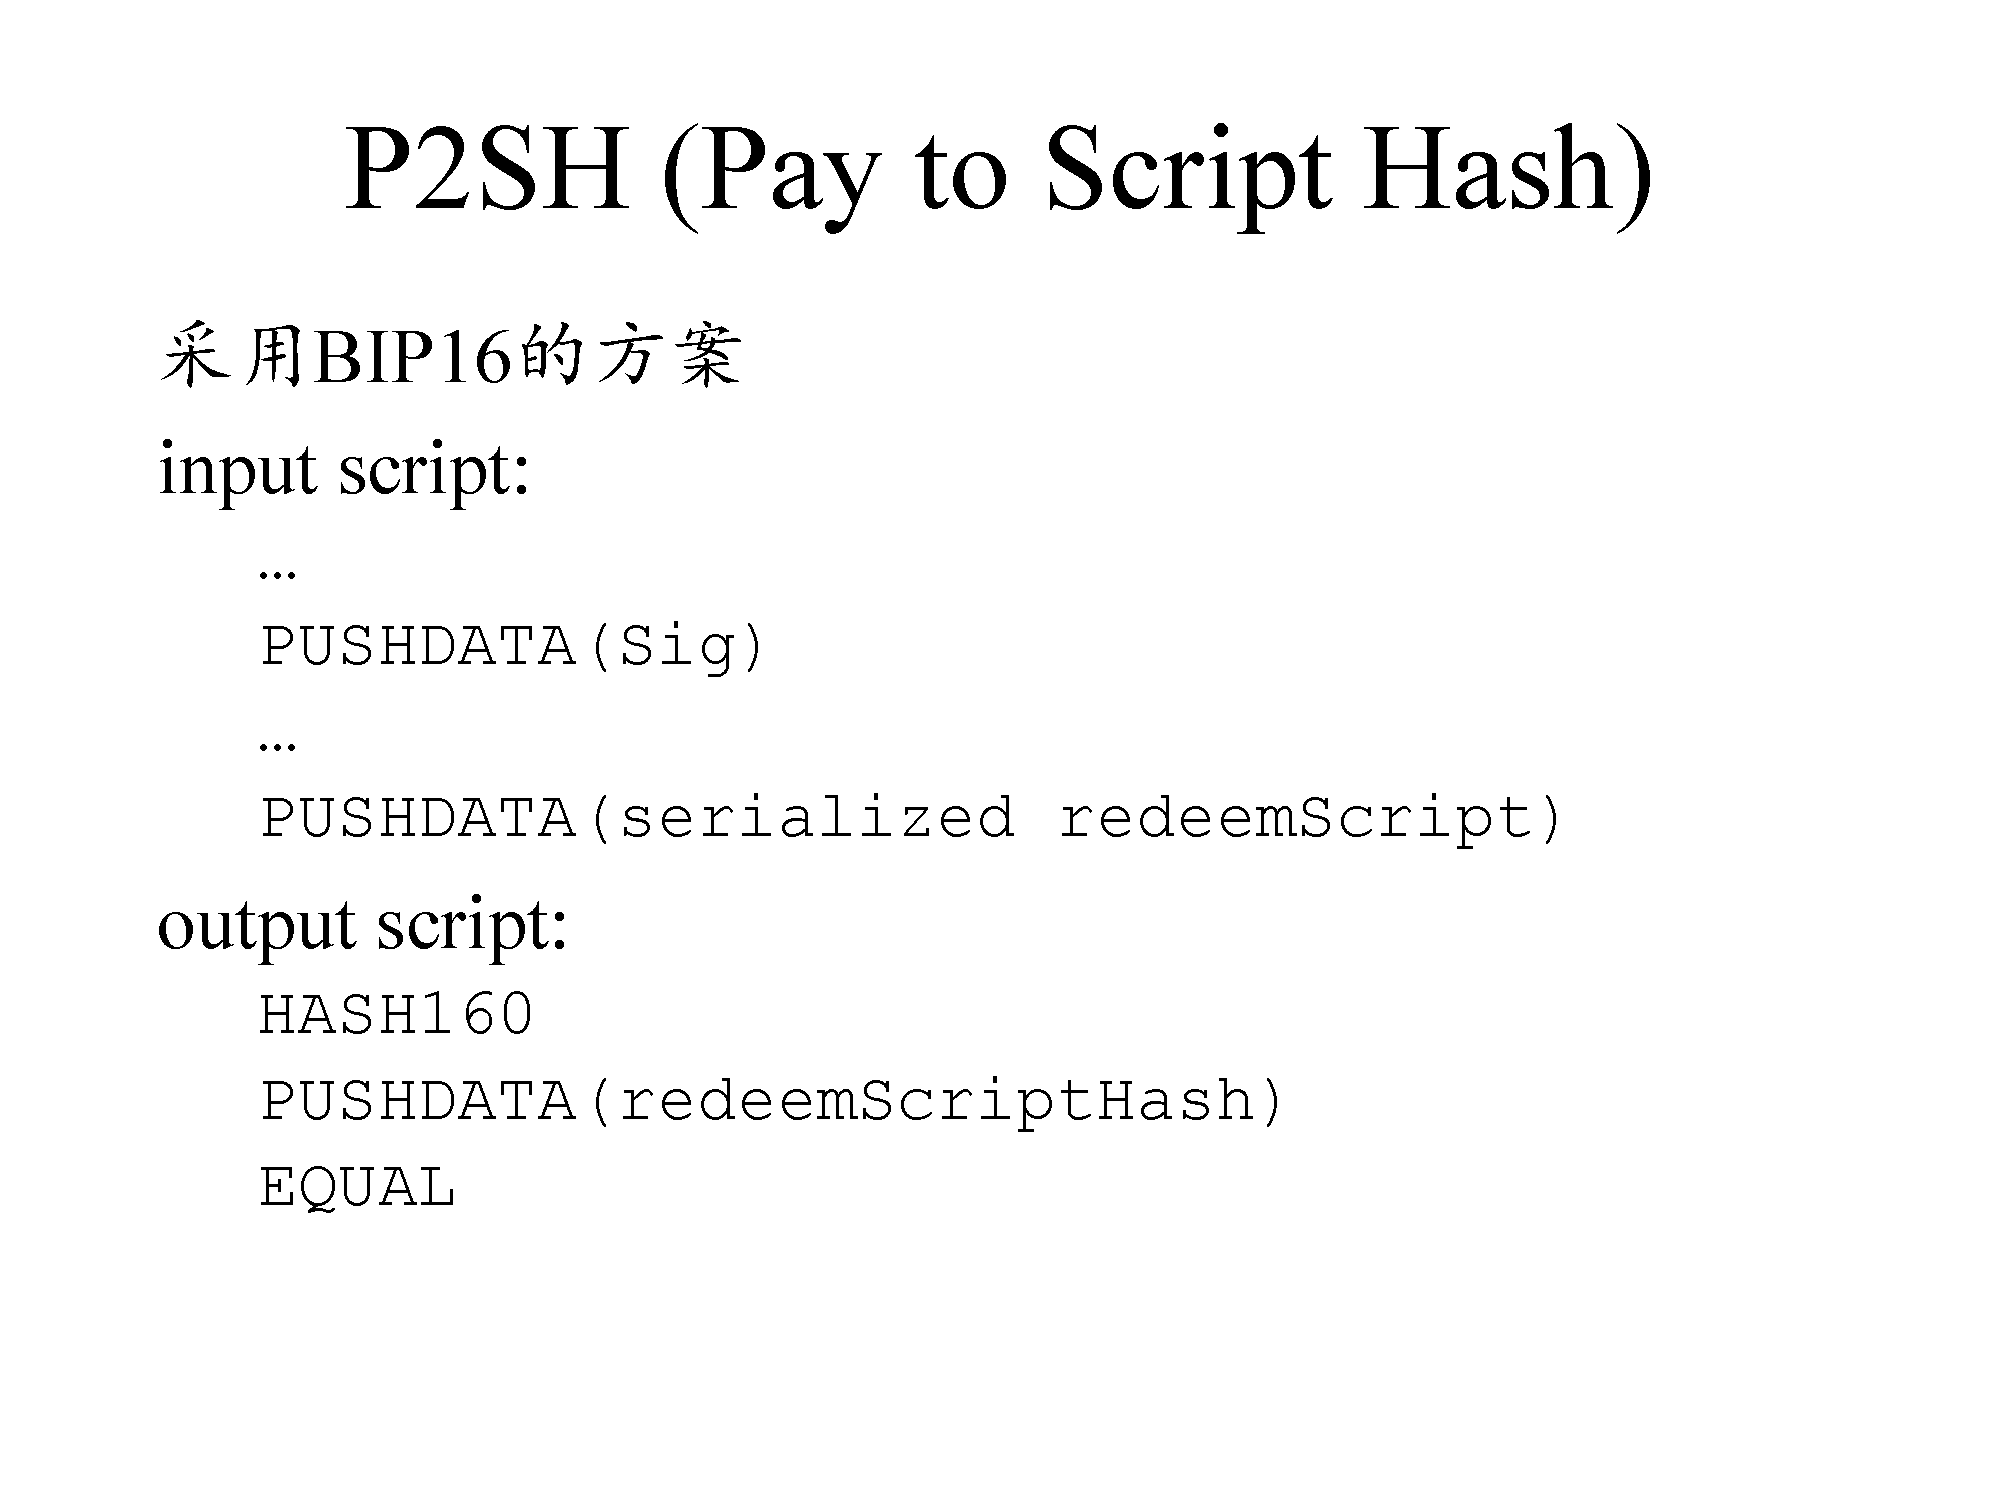 P2SH (Pay to Script Hash)
采用BIP16的方案
input script:
…
PUSHDATA(Sig)
…
PUSHDATA(serialized redeemScript)
output script:
HASH160
PUSHDATA(redeemScriptHash)
EQUAL